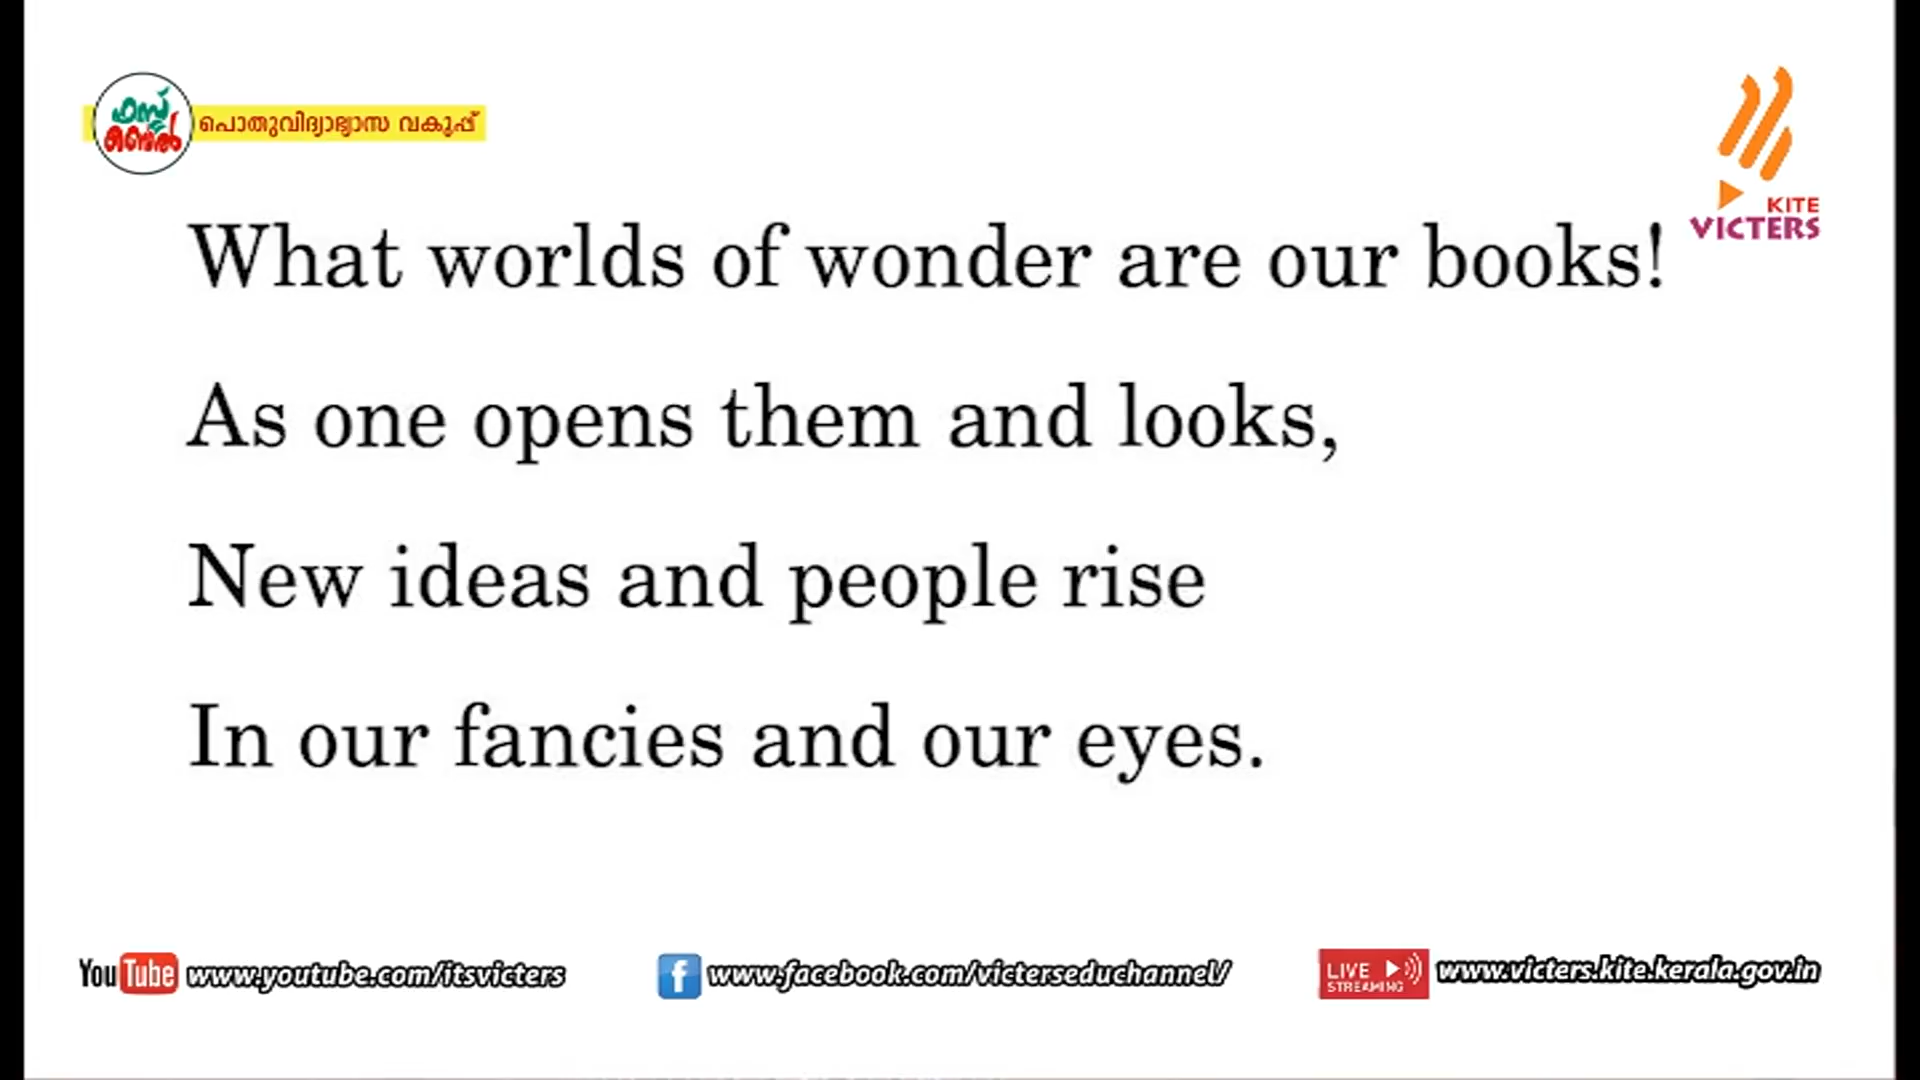 ഫസ്റ്റ്
ബെൽ
പൊതുവിദ്യാഭ്യാസ വകുപ്പ്
KITE
VICTERS
What worlds of wonder are our books!
As one opens them and looks,
New ideas and people rise
In our fancies and our eyes.
YouTube www.youtube.com/itsvicters
f www.facebook.com/victerseduchannel/
LIVE
STREAMING
www.victers.kite.kerala.gov.in